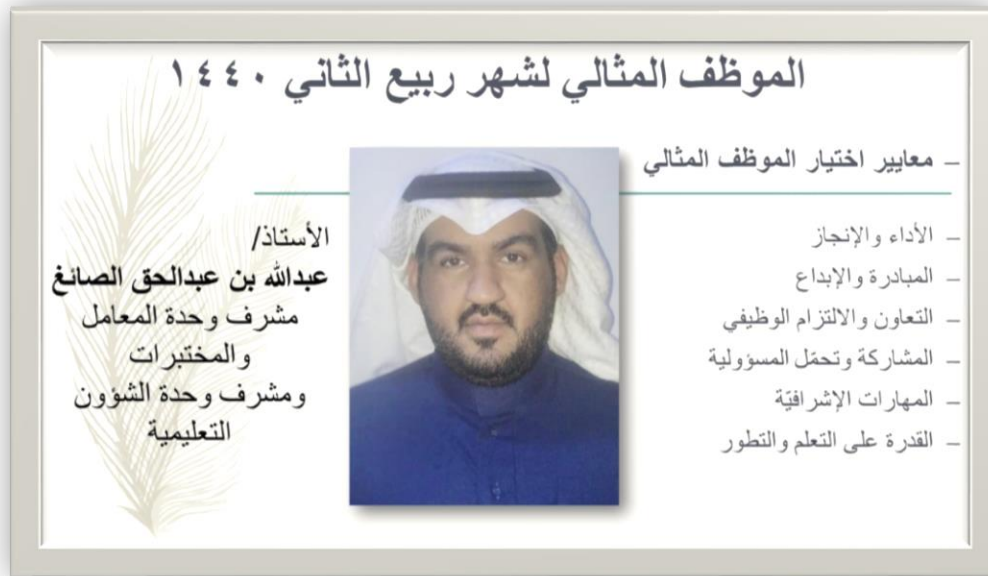 الموظف المثالي لشهر ربيع الثاني ١٤٤٠
– معايير اختيار الموظف المثالي
– الأداء والإنجاز
– المبادرة والإبداع
– التعاون والالتزام الوظيفي
– المشاركة وتحمّل المسؤولية
– المهارات الإشرافيّة
– القدرة على التعلم والتطور
الأستاذ/
عبدالله بن عبدالحق الصائغ
مشرف وحدة المعامل
والمختبرات
ومشرف وحدة الشؤون
التعليمية